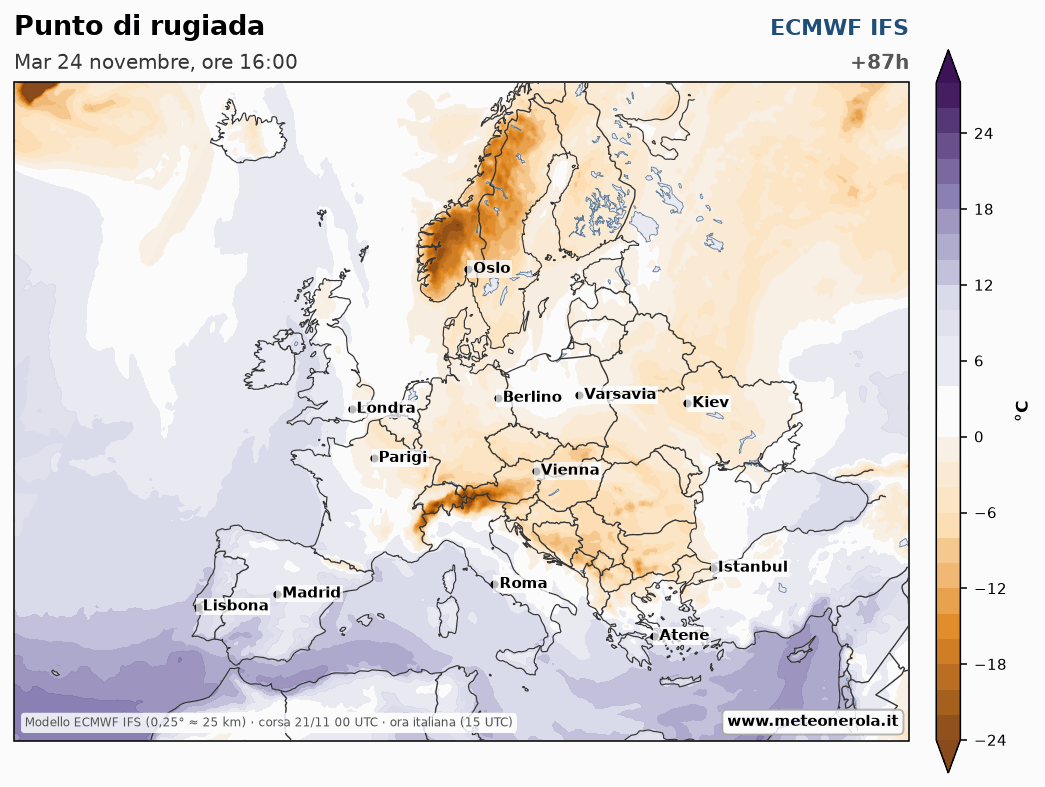 Punto di rugiada
ECMWF IFS
Mar 24 novembre, ore 16:00
+87h
Oslo
Berlino
Varsavia
Kiev
Londra
Parigi
Vienna
Istanbul
Roma
Madrid
Lisbona
Atene
Modello ECMWF IFS (0,25° ≈ 25 km) · corsa 21/11 00 UTC · ora italiana (15 UTC)
www.meteonerola.it
24
18
12
6
0
−6
−12
−18
−24
°C